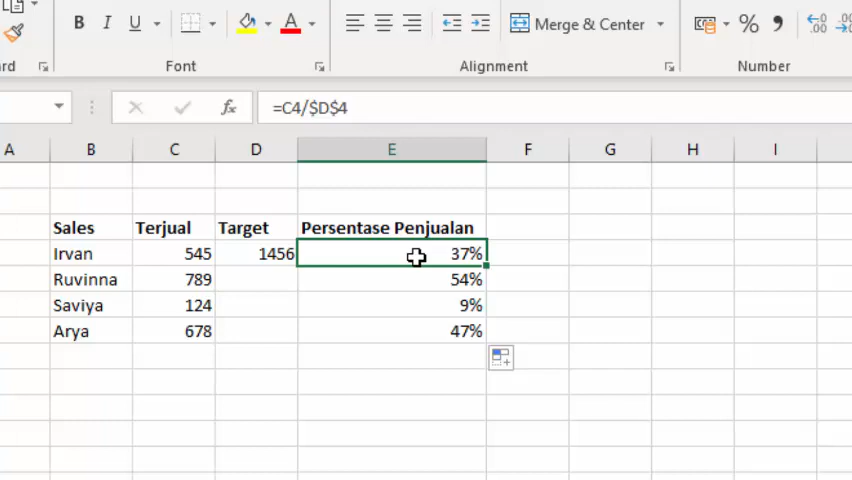 B I U A Merge & Center % ,
rd Font Alignment Number
fx =C4/$D$4
A B C D E F G H I
Sales Terjual Target Persentase Penjualan
Irvan 545 1456 37%
Ruvinna 789 54%
Saviya 124 9%
Arya 678 47%